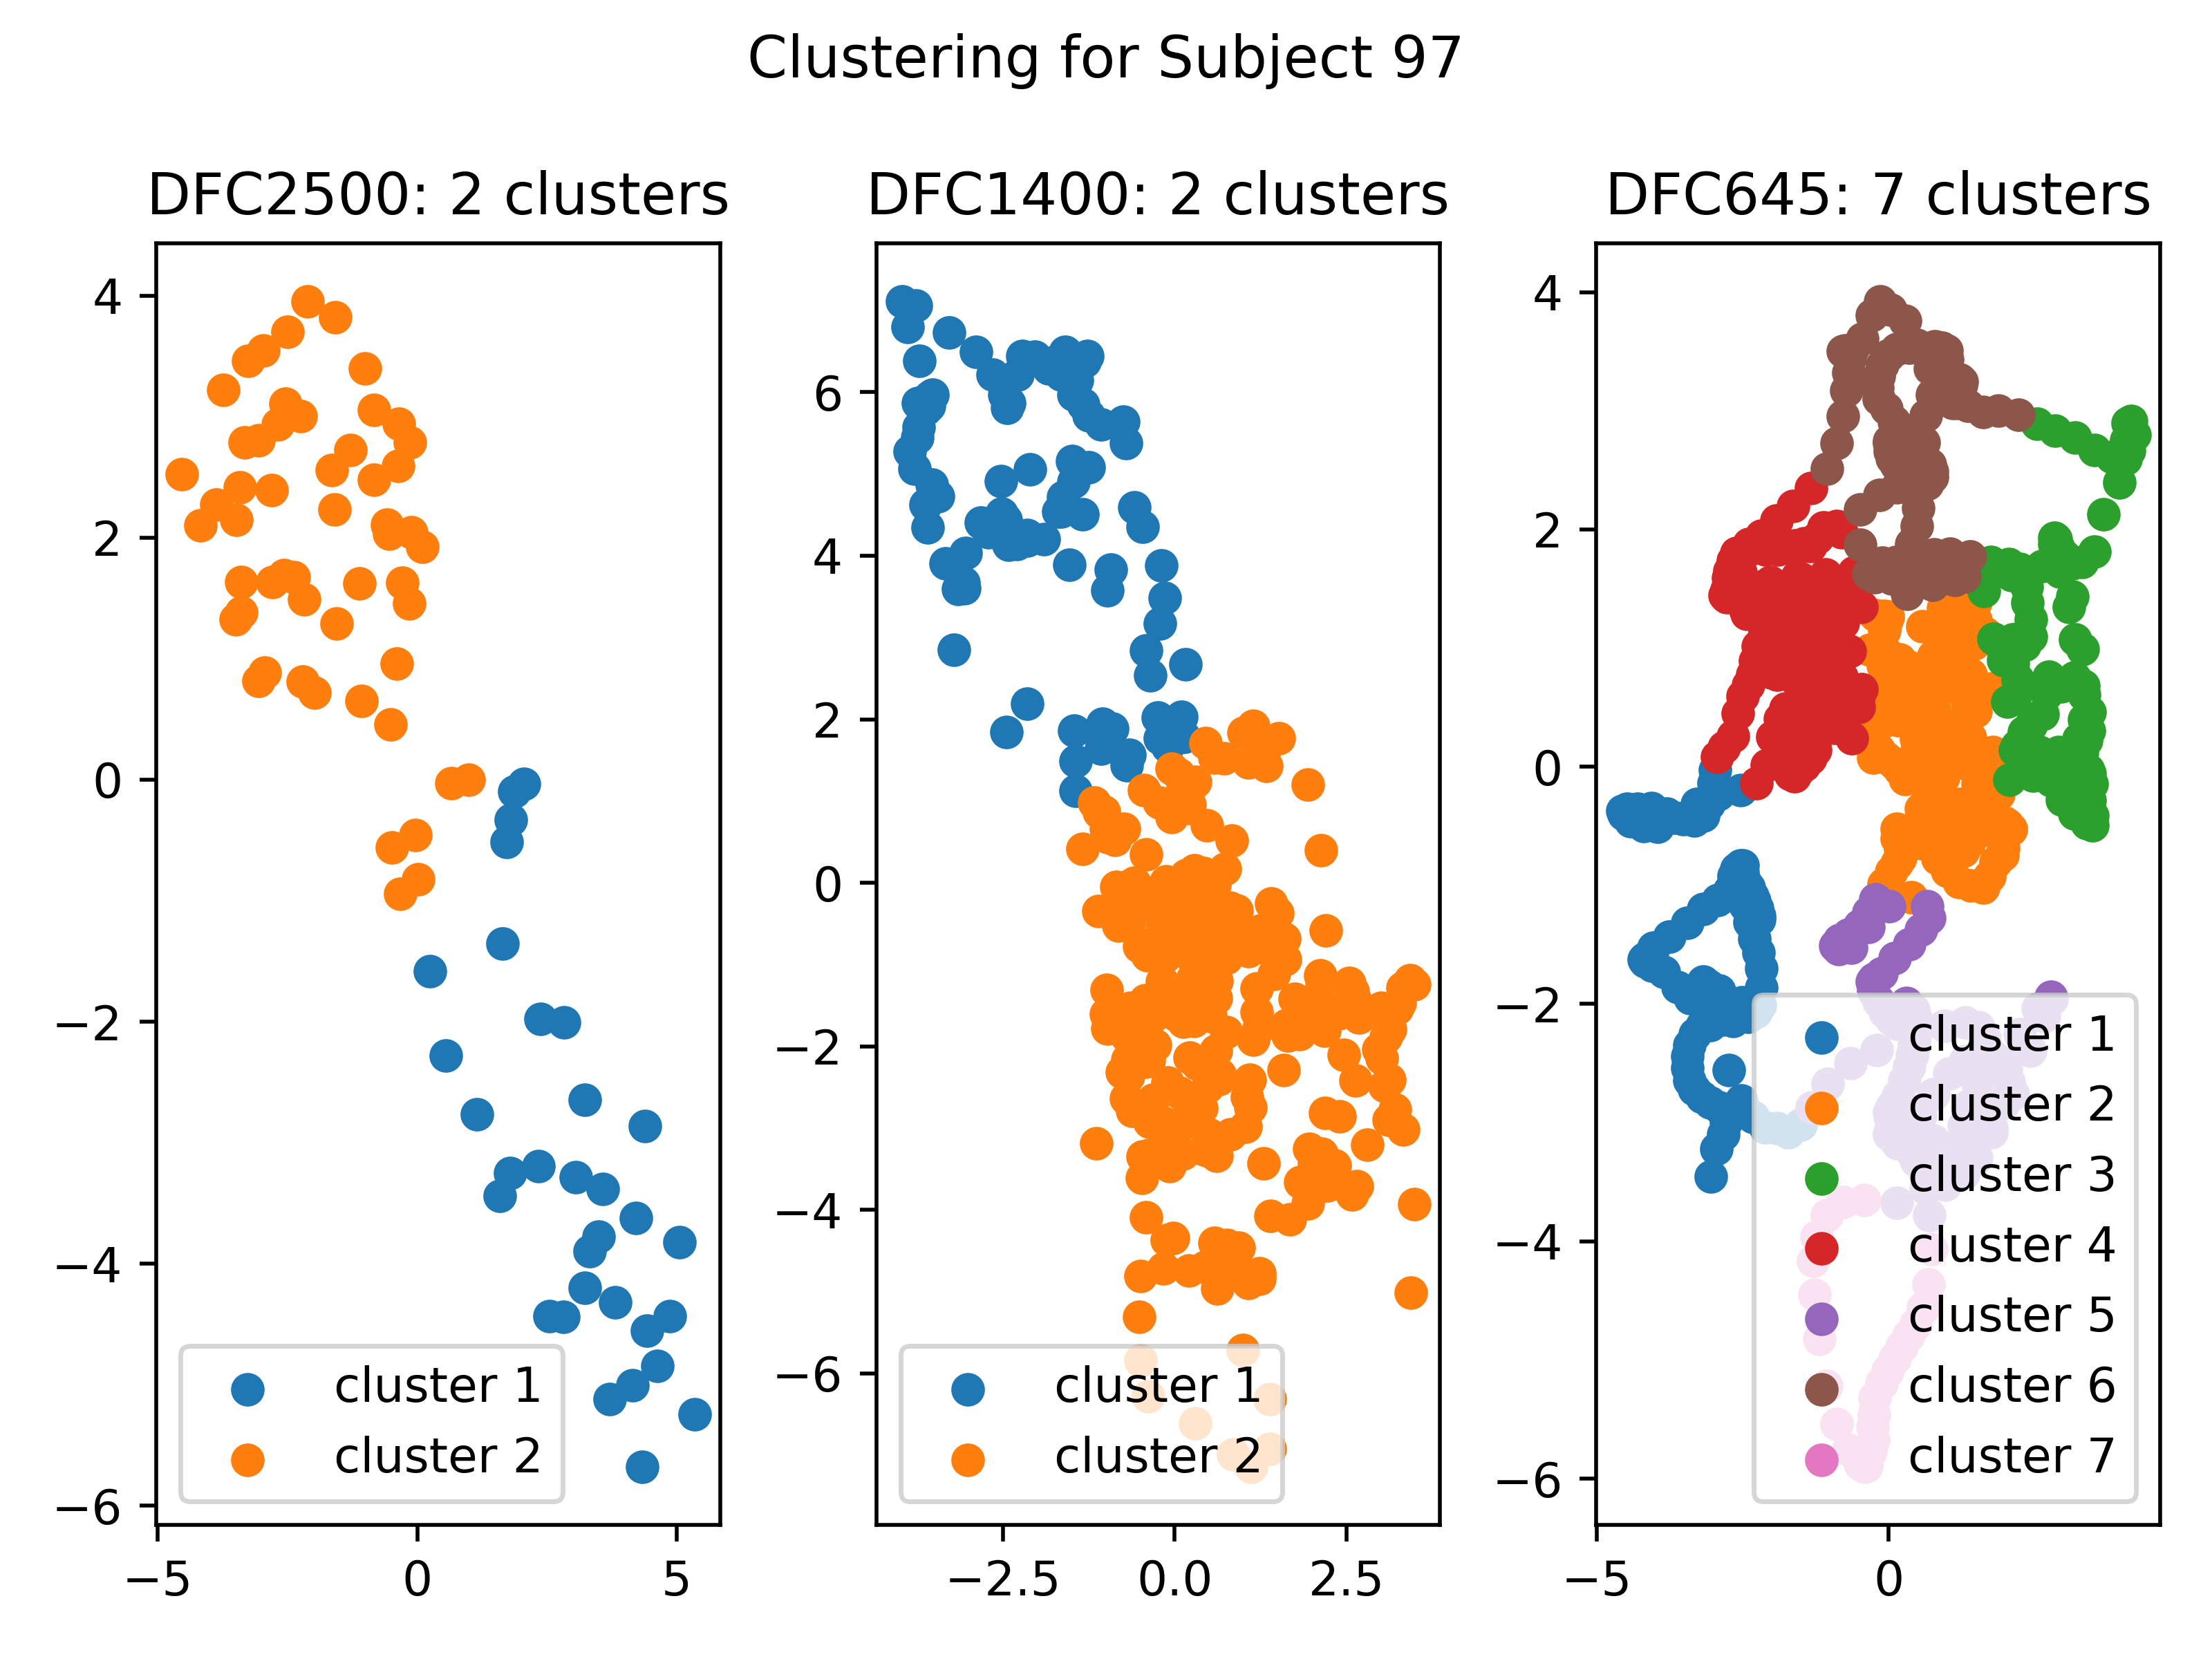 Clustering for Subject 97
DFC2500: 2 clusters
4
2
0
−2
−4
−6
−5
0
5
cluster 1
cluster 2
DFC1400: 2 clusters
6
4
2
0
−2
−4
−6
−2.5
0.0
2.5
cluster 1
cluster 2
DFC645: 7 clusters
4
2
0
−2
−4
−6
−5
0
cluster 1
cluster 2
cluster 3
cluster 4
cluster 5
cluster 6
cluster 7